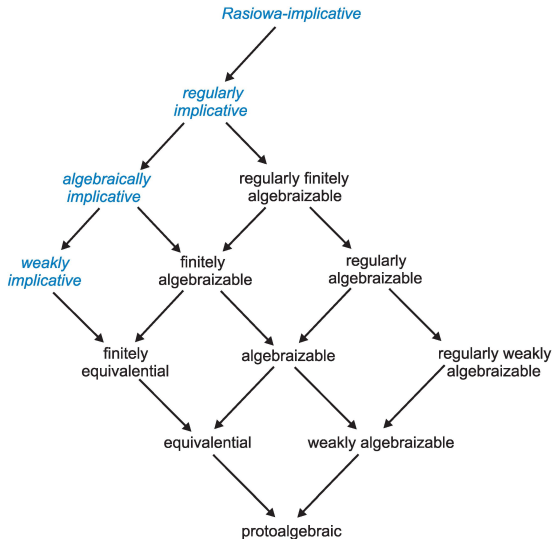 Rasiowa-implicative
regularly
implicative
algebraically
implicative
regularly finitely
algebraizable
weakly
implicative
finitely
algebraizable
regularly
algebraizable
finitely
equivalential
algebraizable
regularly weakly
algebraizable
equivalential
weakly algebraizable
protoalgebraic